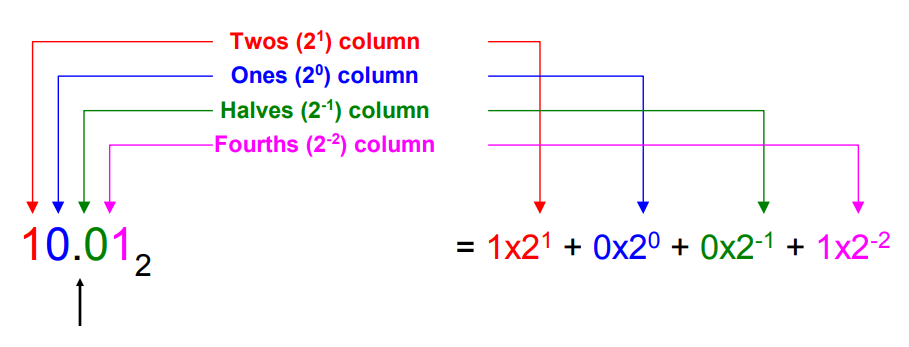 Twos (2¹) column
Ones (2⁰) column
Halves (2⁻¹) column
Fourths (2⁻²) column
10.01₂ = 1x2¹ + 0x2⁰ + 0x2⁻¹ + 1x2⁻²